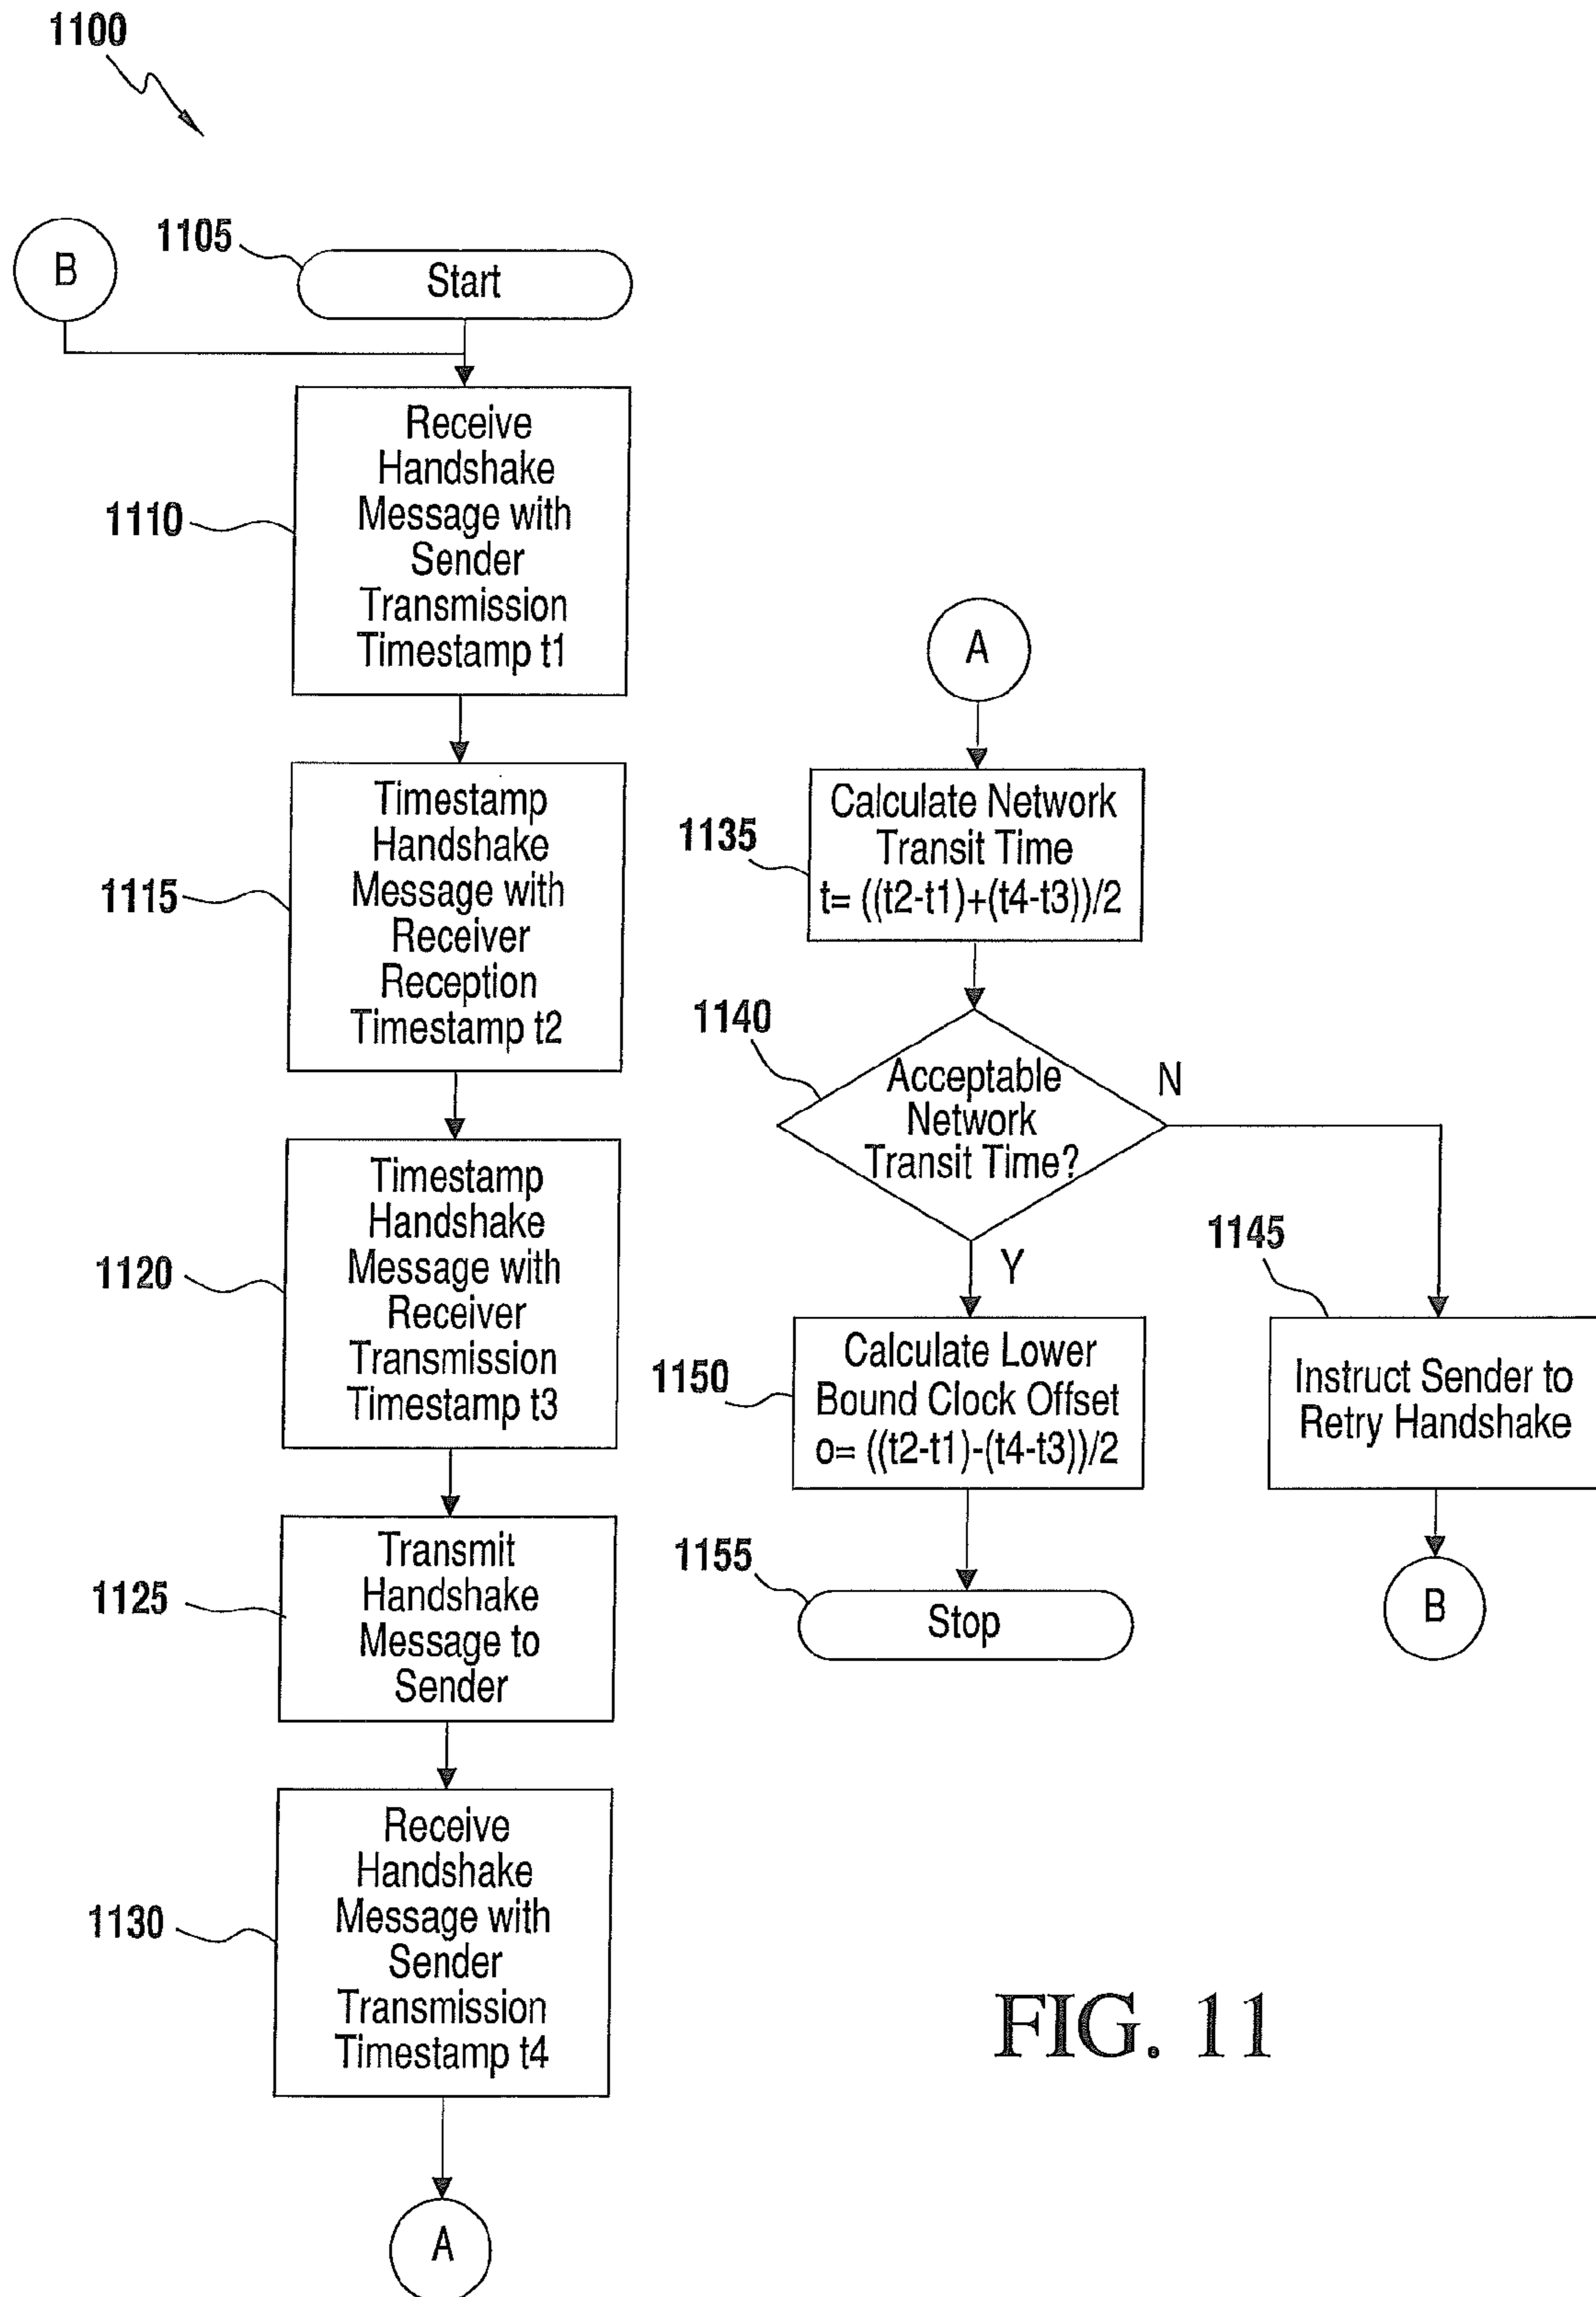 1100
B
1105
Start
1110
Receive
Handshake
Message with
Sender
Transmission
Timestamp t1
1115
Timestamp
Handshake
Message with
Receiver
Reception
Timestamp t2
1120
Timestamp
Handshake
Message with
Receiver
Transmission
Timestamp t3
1125
Transmit
Handshake
Message to
Sender
1130
Receive
Handshake
Message with
Sender
Transmission
Timestamp t4
A
A
1135
Calculate Network
Transit Time
t= ((t2-t1)+(t4-t3))/2
1140
Acceptable
Network
Transit Time?
N
Y
1145
Instruct Sender to
Retry Handshake
B
1150
Calculate Lower
Bound Clock Offset
o= ((t2-t1)-(t4-t3))/2
1155
Stop
FIG. 11